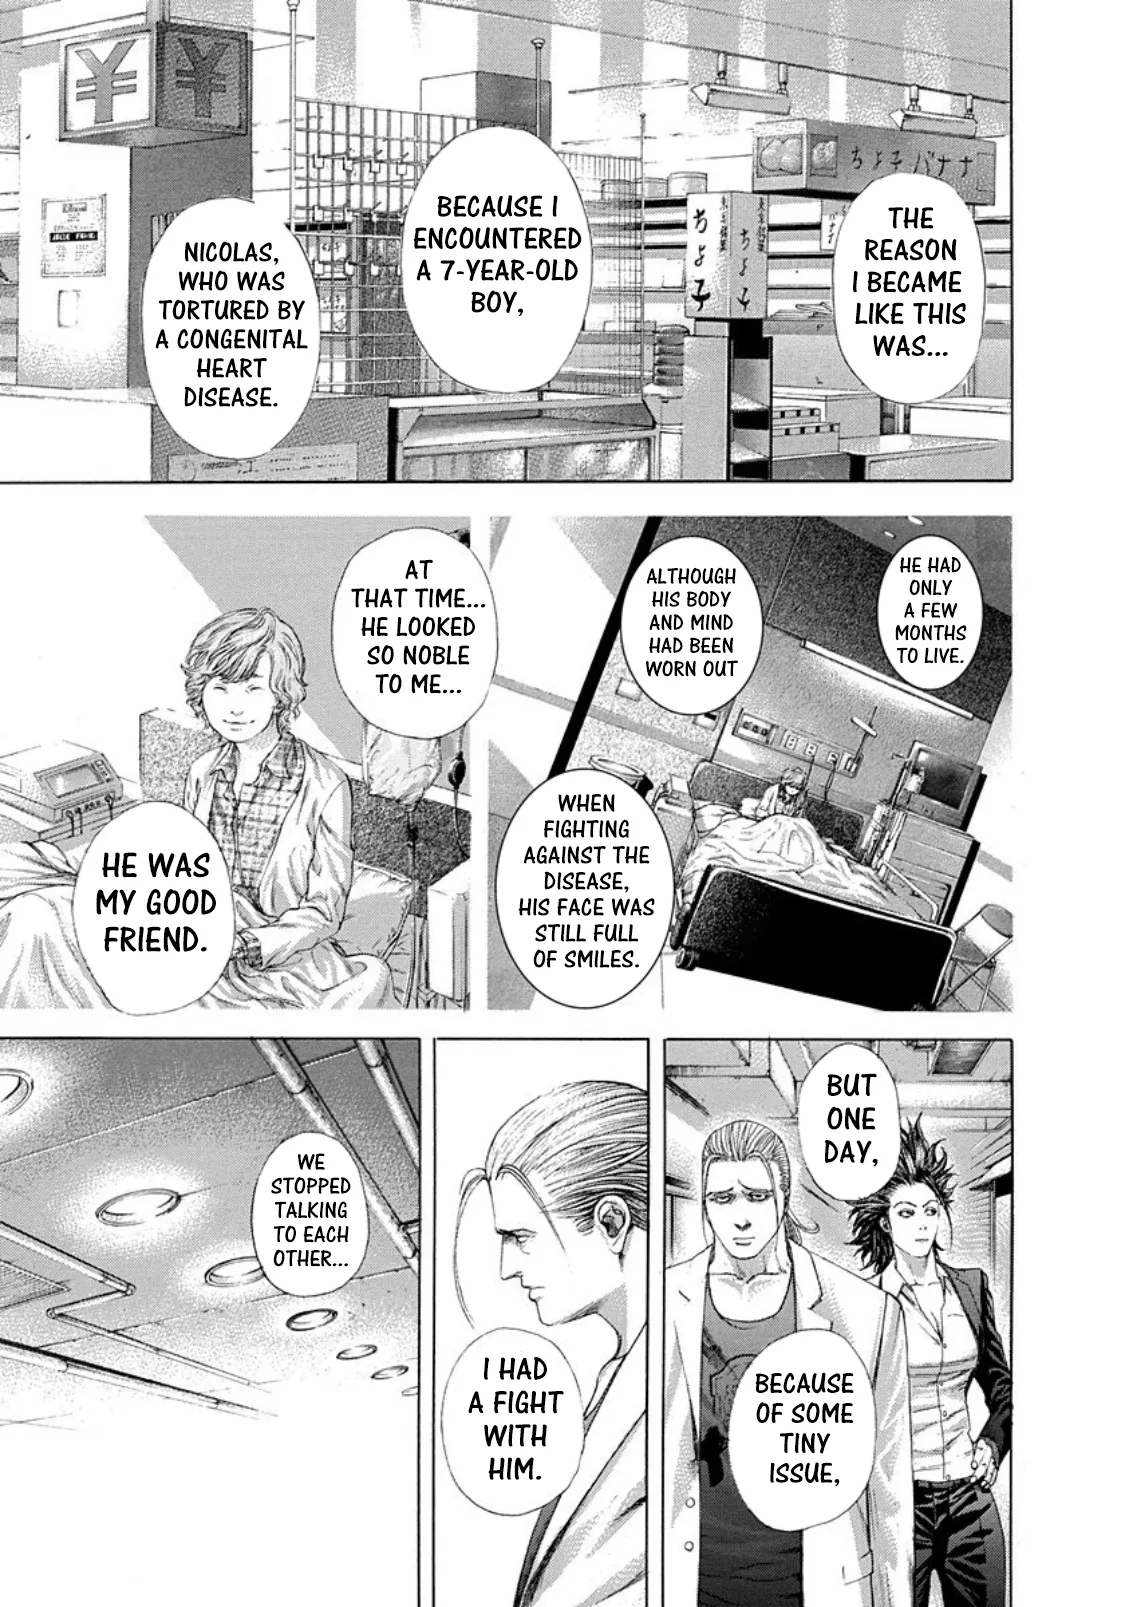 THE
REASON
I BECAME
LIKE THIS
WAS...
BECAUSE I
ENCOUNTERED
A 7-YEAR-OLD
BOY,
NICOLAS,
WHO WAS
TORTURED BY
A CONGENITAL
HEART
DISEASE.
¥ ¥
ちよ子バナナ
ちよ子
ちよ子
HE HAD
ONLY
A FEW
MONTHS
TO LIVE.
ALTHOUGH
HIS BODY
AND MIND
HAD BEEN
WORN OUT
WHEN
FIGHTING
AGAINST THE
DISEASE,
HIS FACE WAS
STILL FULL
OF SMILES.
AT
THAT TIME...
HE LOOKED
SO NOBLE
TO ME...
HE WAS
MY GOOD
FRIEND.
BUT
ONE
DAY,
BECAUSE
OF SOME
TINY
ISSUE,
I HAD
A FIGHT
WITH
HIM.
WE
STOPPED
TALKING
TO EACH
OTHER...